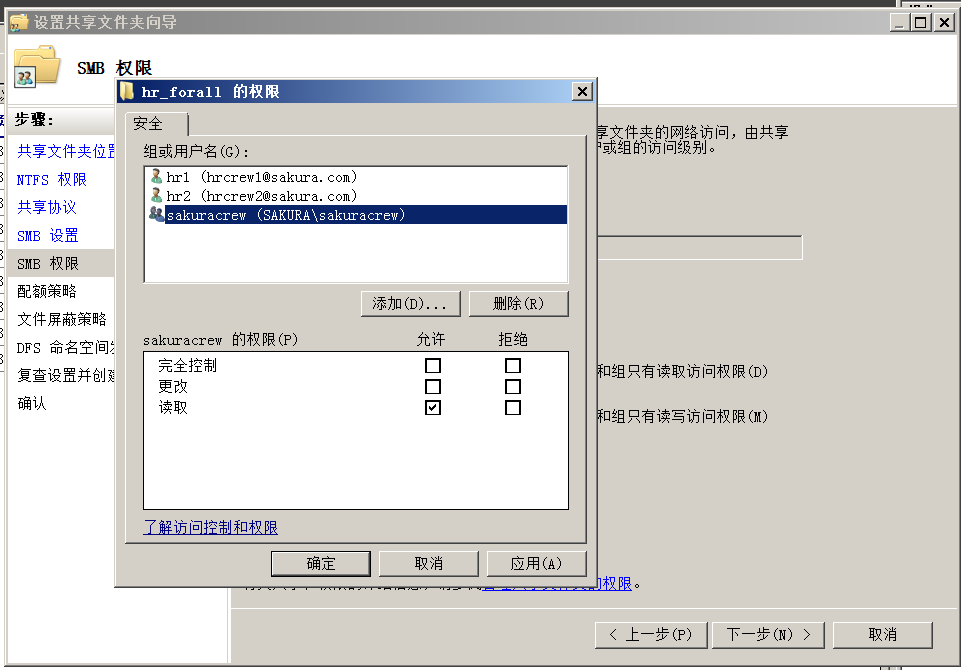 设置共享文件夹向导
SMB 权限
步骤:
共享文件夹位置
NTFS 权限
共享协议
SMB 设置
SMB 权限
配额策略
文件屏蔽策略
DFS 命名空间
复查设置并创建
确认
hr_forall 的权限
安全
组或用户名(G):
hr1 (hrcrew1@sakura.com)
hr2 (hrcrew2@sakura.com)
sakuracrew (SAKURA\sakuracrew)
添加(D)... 删除(R)
sakuracrew 的权限(P) 允许 拒绝
完全控制
更改
读取
了解访问控制和权限
确定 取消 应用(A)
享文件夹的网络访问，由共享
户或组的访问级别。
和组只有读取访问权限(D)
和组只有读写访问权限(M)
的权限。
< 上一步(P) 下一步(N) > 取消